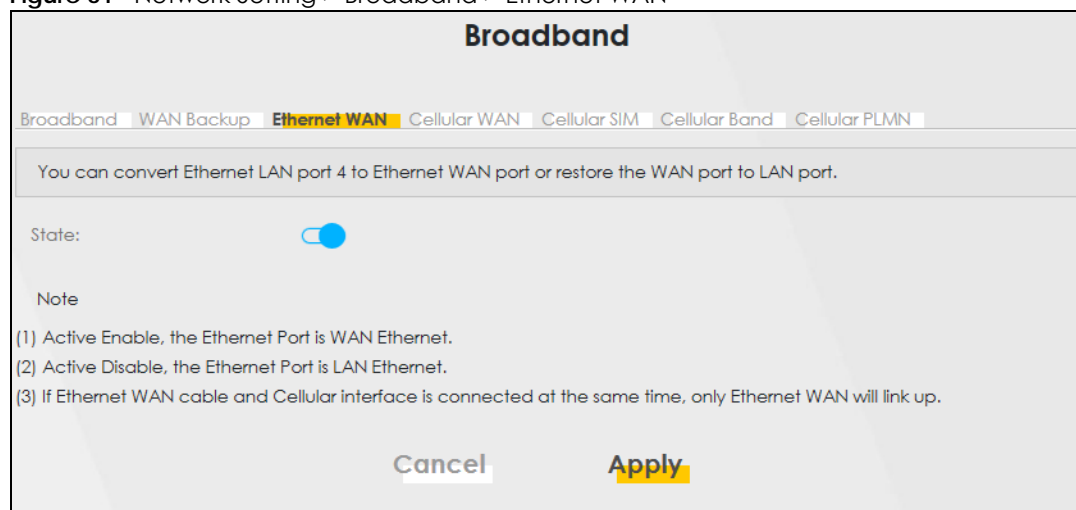 Broadband
Broadband WAN Backup Ethernet WAN Cellular WAN Cellular SIM Cellular Band Cellular PLMN
You can convert Ethernet LAN port 4 to Ethernet WAN port or restore the WAN port to LAN port.
State:
Note
(1) Active Enable, the Ethernet Port is WAN Ethernet.
(2) Active Disable, the Ethernet Port is LAN Ethernet.
(3) If Ethernet WAN cable and Cellular interface is connected at the same time, only Ethernet WAN will link up.
Cancel Apply